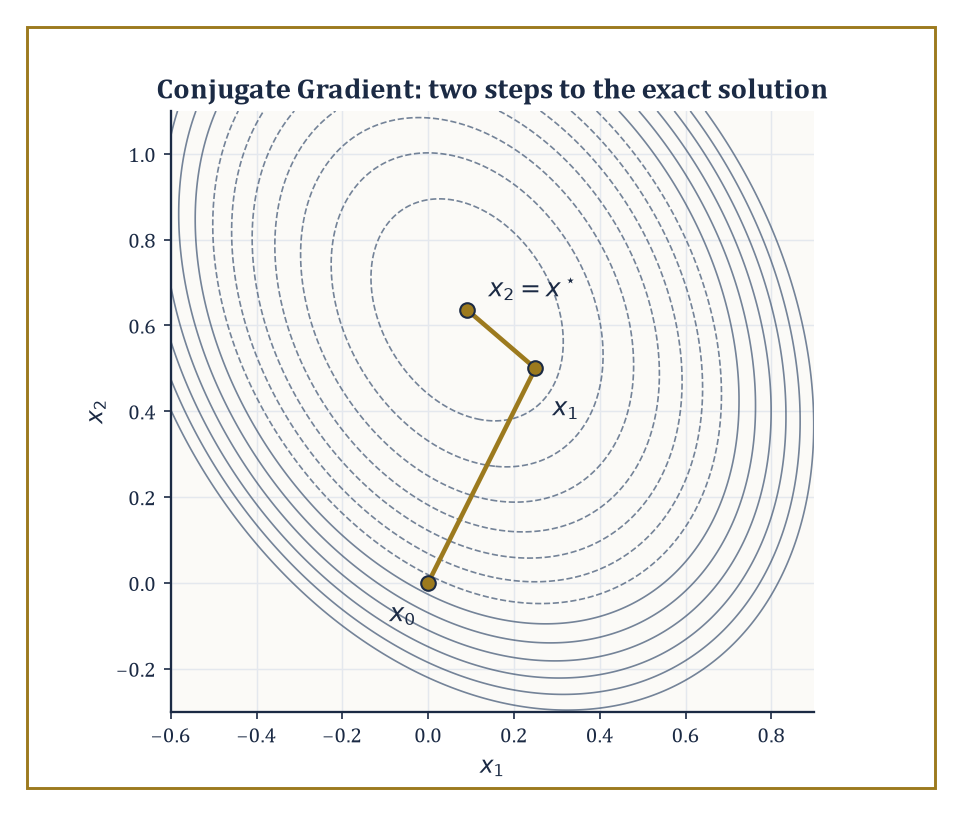 Conjugate Gradient: two steps to the exact solution
1.0
0.8
0.6
0.4
0.2
0.0
−0.2
x₂
x₂ = x⋆
x₁
x₀
−0.6 −0.4 −0.2 0.0 0.2 0.4 0.6 0.8
x₁